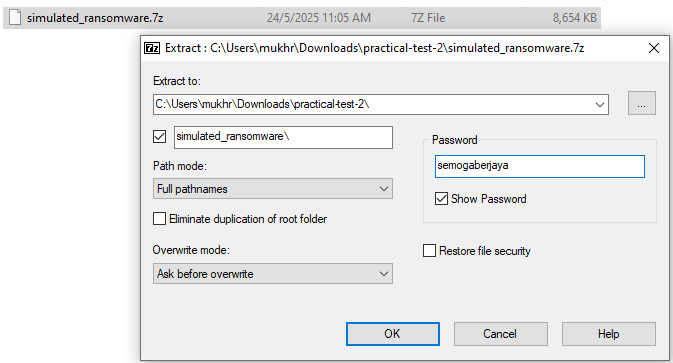 simulated_ransomware.7z 24/5/2025 11:05 AM 7Z File 8,654 KB
7z Extract : C:\Users\mukhr\Downloads\practical-test-2\simulated_ransomware.7z
Extract to:
C:\Users\mukhr\Downloads\practical-test-2\ ...
simulated_ransomware\
Password
semogaberjaya
Path mode:
Full pathnames
Show Password
Eliminate duplication of root folder
Overwrite mode:
Restore file security
Ask before overwrite
OK Cancel Help